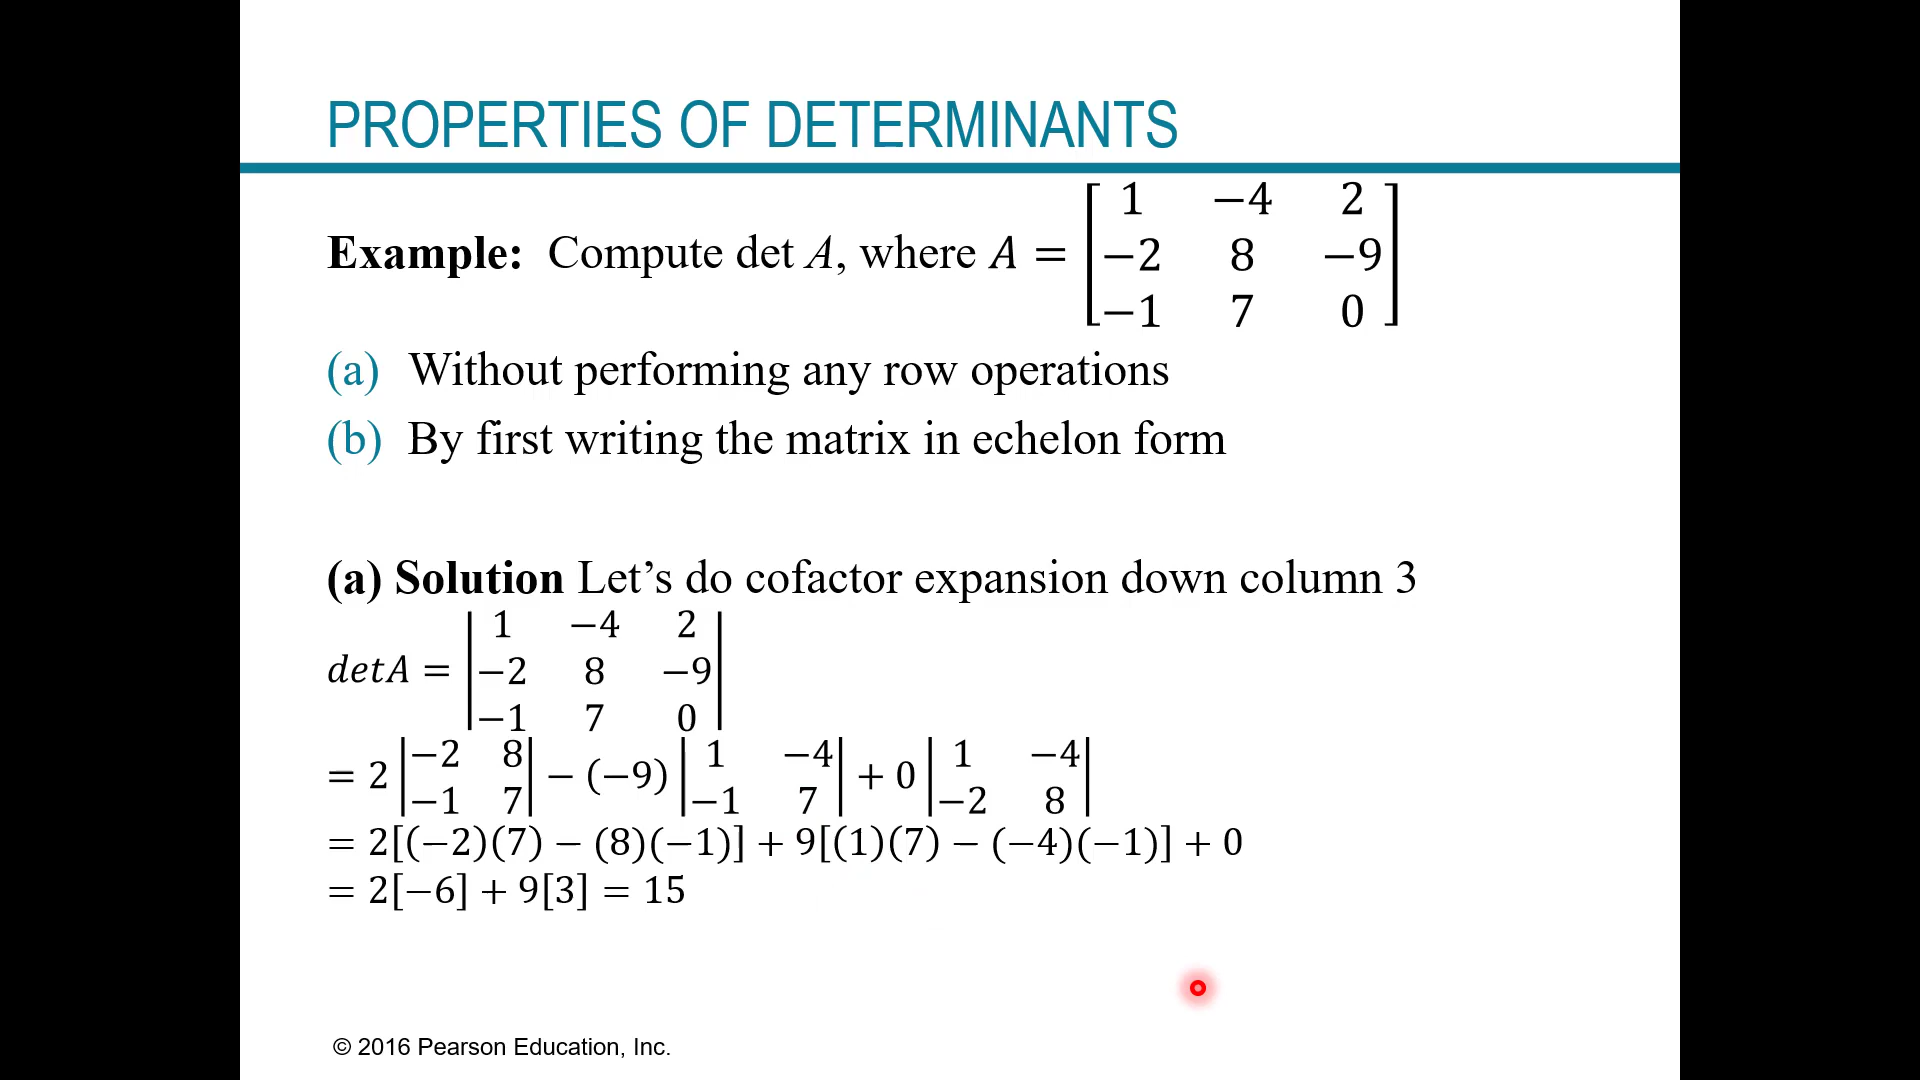 PROPERTIES OF DETERMINANTS
1 −4 2
Example: Compute det A, where A = [−2 8 −9]
−1 7 0
(a) Without performing any row operations
(b) By first writing the matrix in echelon form
(a) Solution Let’s do cofactor expansion down column 3
1 −4 2
detA = |−2 8 −9|
−1 7 0
= 2 |−2 8| − (−9) |1 −4| + 0 |1 −4|
|−1 7| |−1 7| |−2 8|
= 2[(−2)(7) − (8)(−1)] + 9[(1)(7) − (−4)(−1)] + 0
= 2[−6] + 9[3] = 15
© 2016 Pearson Education, Inc.